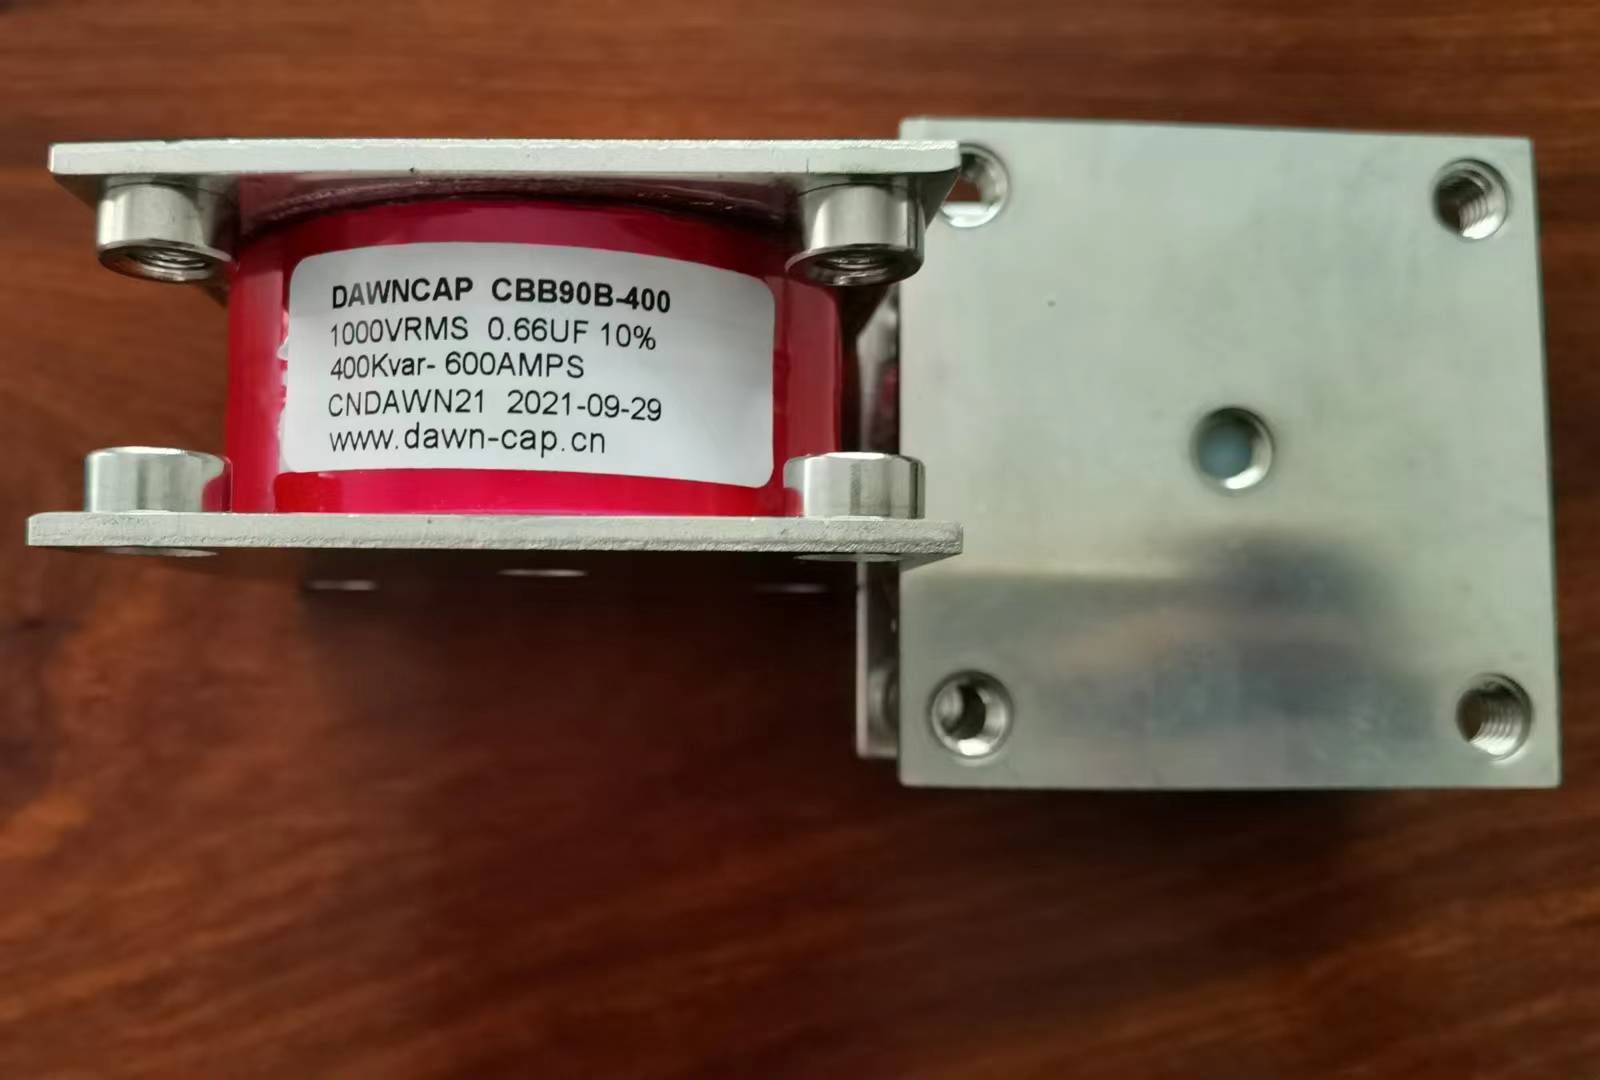 DAWNCAP CBB90B-400
1000VRMS 0.66UF 10%
400Kvar- 600AMPS
CNDAWN21 2021-09-29
www.dawn-cap.cn